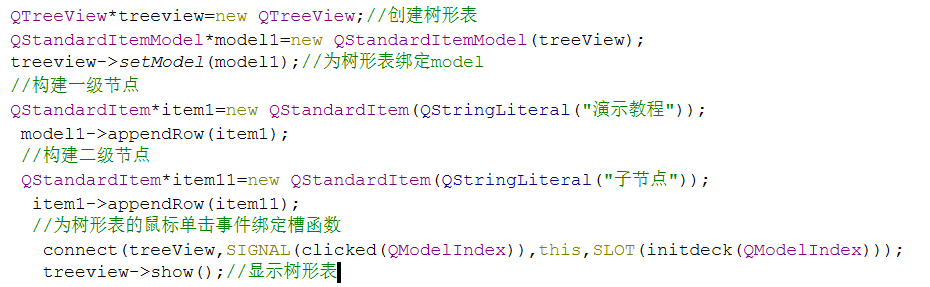 QTreeView*treeview=new QTreeView;//创建树形表
QStandardItemModel*model1=new QStandardItemModel(treeView);
treeview->setModel(model1);//为树形表绑定model
//构建一级节点
QStandardItem*item1=new QStandardItem(QStringLiteral("演示教程"));
model1->appendRow(item1);
//构建二级节点
QStandardItem*item11=new QStandardItem(QStringLiteral("子节点"));
item1->appendRow(item11);
//为树形表的鼠标单击事件绑定槽函数
connect(treeView,SIGNAL(clicked(QModelIndex)),this,SLOT(initdeck(QModelIndex)));
treeview->show();//显示树形表